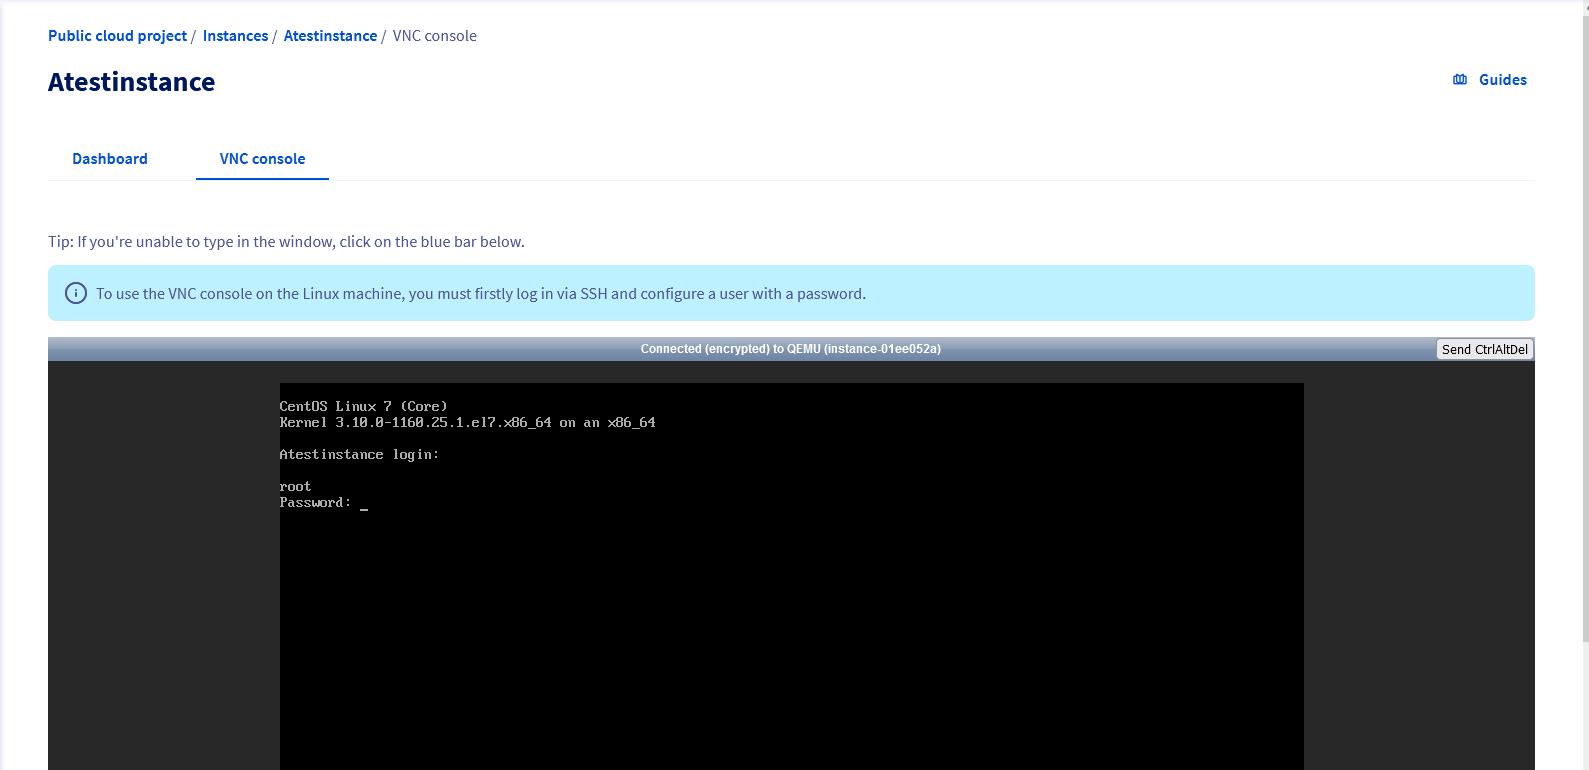 Public cloud project / Instances / Atestinstance / VNC console
Atestinstance
Guides
Dashboard
VNC console
Tip: If you're unable to type in the window, click on the blue bar below.
To use the VNC console on the Linux machine, you must firstly log in via SSH and configure a user with a password.
Connected (encrypted) to QEMU (instance-01ee052a)
Send CtrlAltDel
CentOS Linux 7 (Core)
Kernel 3.10.0-1160.25.1.el7.x86_64 on an x86_64
Atestinstance login:
root
Password: _